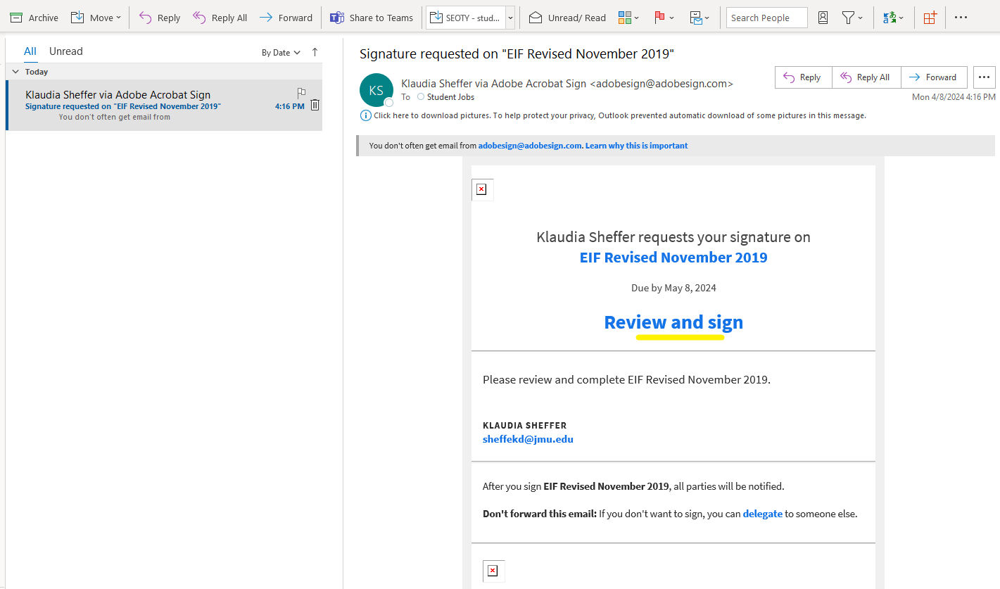 Archive Move Reply Reply All Forward Share to Teams SEOTY - stud... Unread/ Read Search People
All Unread By Date
Today
Klaudia Sheffer via Adobe Acrobat Sign
Signature requested on "EIF Revised November 2019" 4:16 PM
You don't often get email from
Signature requested on "EIF Revised November 2019"
KS
Klaudia Sheffer via Adobe Acrobat Sign <adobesign@adobesign.com>
To Student Jobs
Reply Reply All Forward
Mon 4/8/2024 4:16 PM
Click here to download pictures. To help protect your privacy, Outlook prevented automatic download of some pictures in this message.
You don't often get email from adobesign@adobesign.com. Learn why this is important
Klaudia Sheffer requests your signature on
EIF Revised November 2019
Due by May 8, 2024
Review and sign
Please review and complete EIF Revised November 2019.
KLAUDIA SHEFFER
sheffekd@jmu.edu
After you sign EIF Revised November 2019, all parties will be notified.
Don't forward this email: If you don't want to sign, you can delegate to someone else.